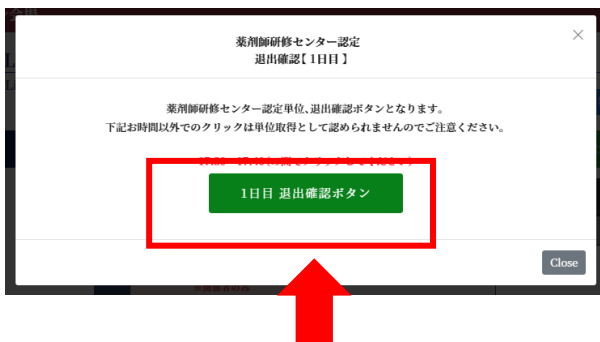 薬剤師研修センター認定
退出確認【 1日目 】
薬剤師研修センター認定単位、退出確認ボタンとなります。
下記お時間以外でのクリックは単位取得として認められませんのでご注意ください。
1日目 退出確認ボタン
Close